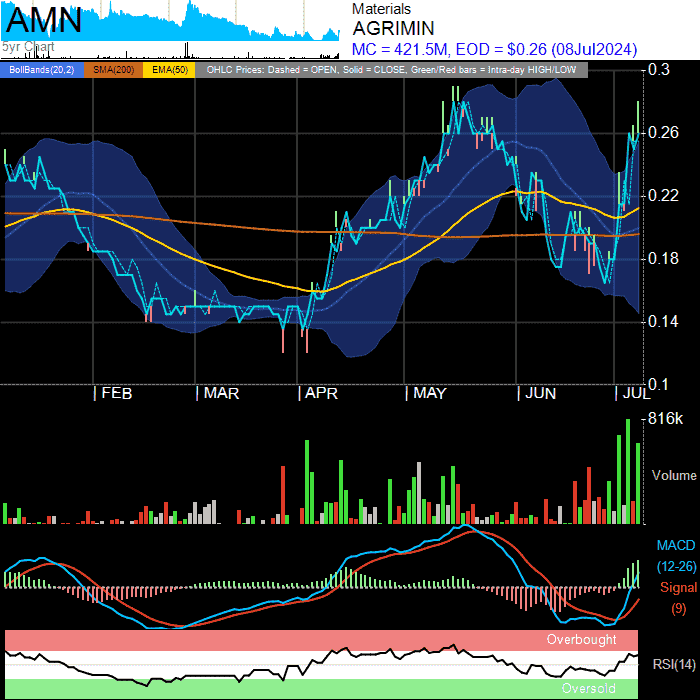 AMN
5yr Chart
Materials
AGRIMIN
MC = 421.5M, EOD = $0.26 (08Jul2024)
BollBands(20,2) SMA(200) EMA(50) OHLC Prices: Dashed = OPEN, Solid = CLOSE, Green/Red bars = Intra-day HIGH/LOW
0.3
0.26
0.22
0.18
0.14
0.1
| FEB | MAR | APR | MAY | JUN | JUL
816k
Volume
MACD
(12-26)
Signal
(9)
Overbought
RSI(14)
Oversold